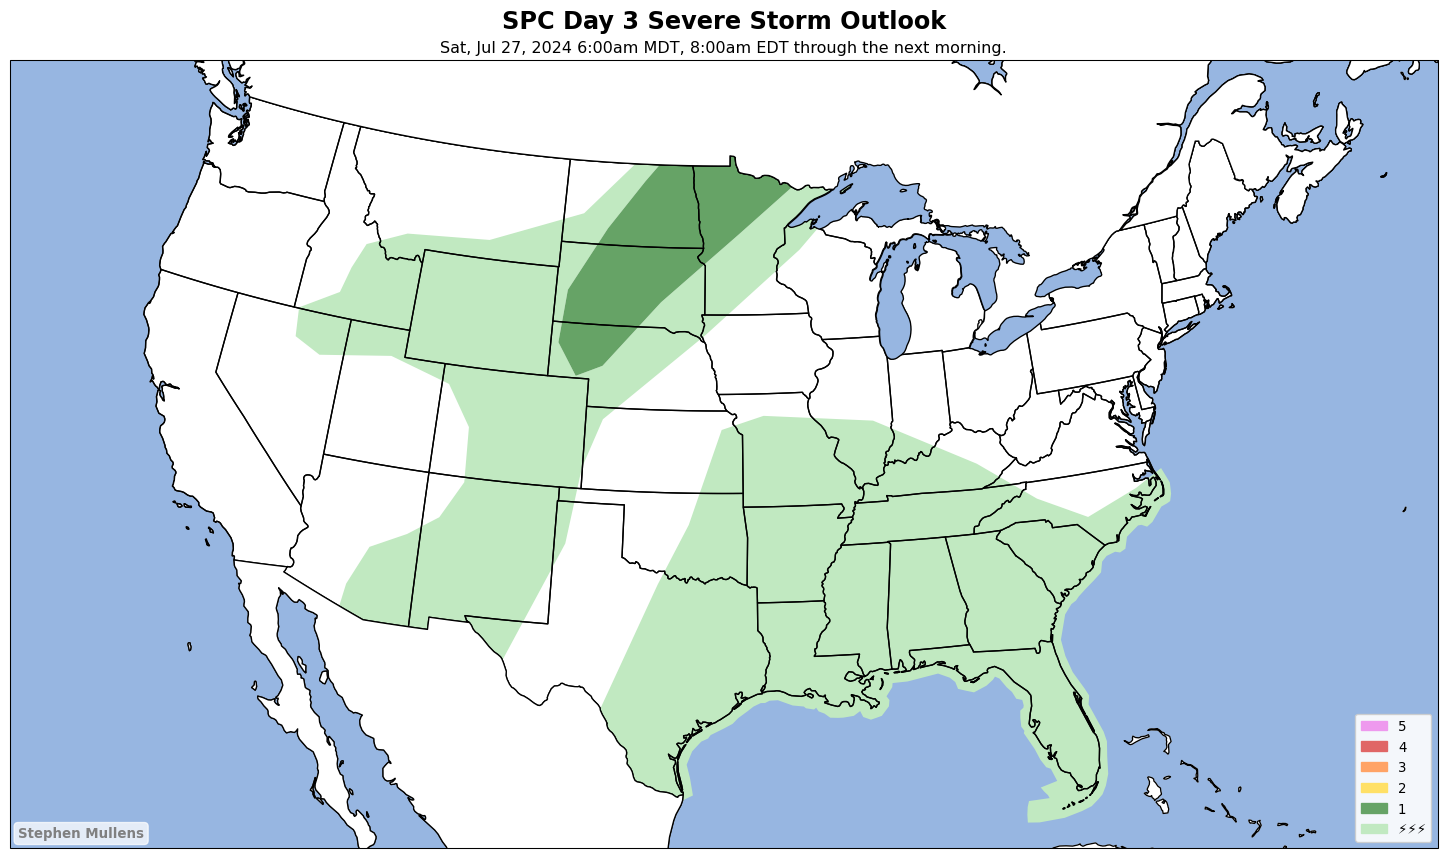 SPC Day 3 Severe Storm Outlook
Sat, Jul 27, 2024 6:00am MDT, 8:00am EDT through the next morning.
5
4
3
2
1
⚡⚡⚡
Stephen Mullens